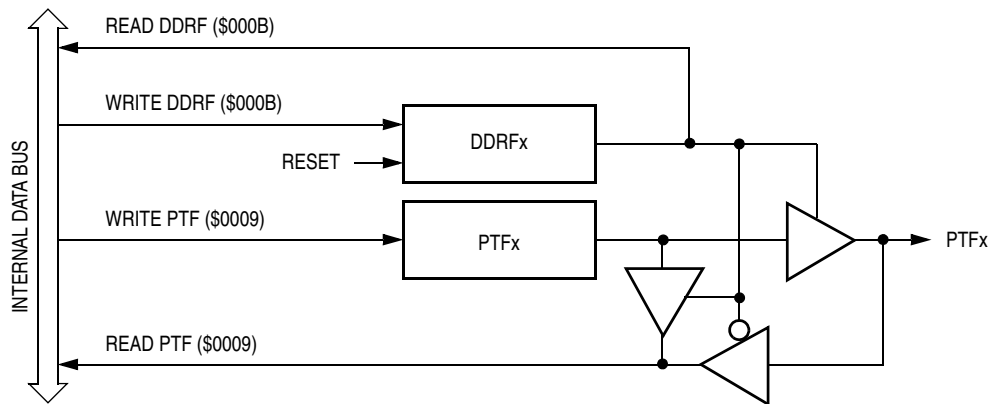 READ DDRF ($000B)
WRITE DDRF ($000B)
DDRFx
RESET
INTERNAL DATA BUS
WRITE PTF ($0009)
PTFx
PTFx
READ PTF ($0009)